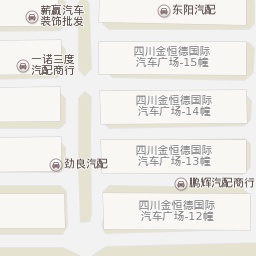 薪赢汽车
装饰批发
东阳汽配
一诺三度
汽配商行
四川金恒德国际
汽车广场-15幢
四川金恒德国际
汽车广场-14幢
四川金恒德国际
汽车广场-13幢
劲良汽配
鹏辉汽配商行
四川金恒德国际
汽车广场-12幢